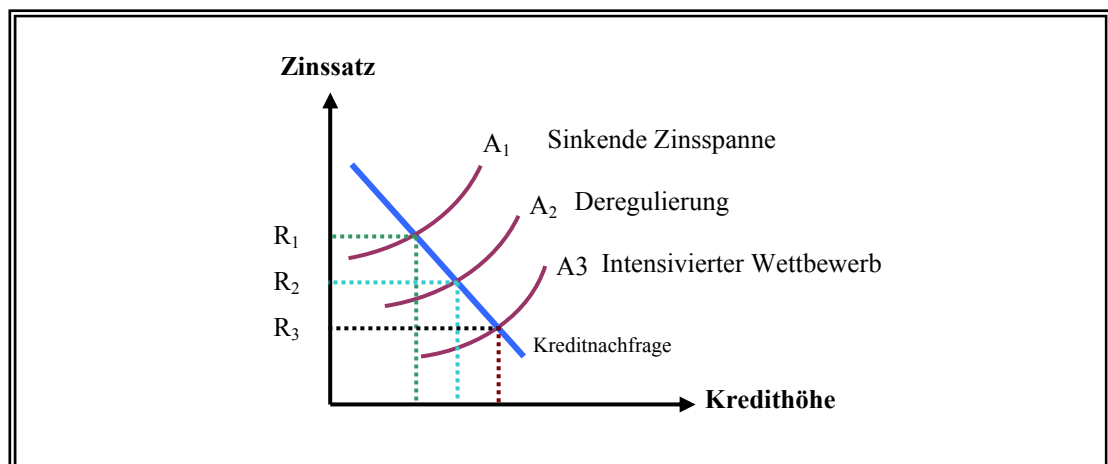 Zinssatz
A₁ Sinkende Zinsspanne
A₂ Deregulierung
R₁
A3 Intensivierter Wettbewerb
R₂
R₃
Kreditnachfrage
Kredithöhe